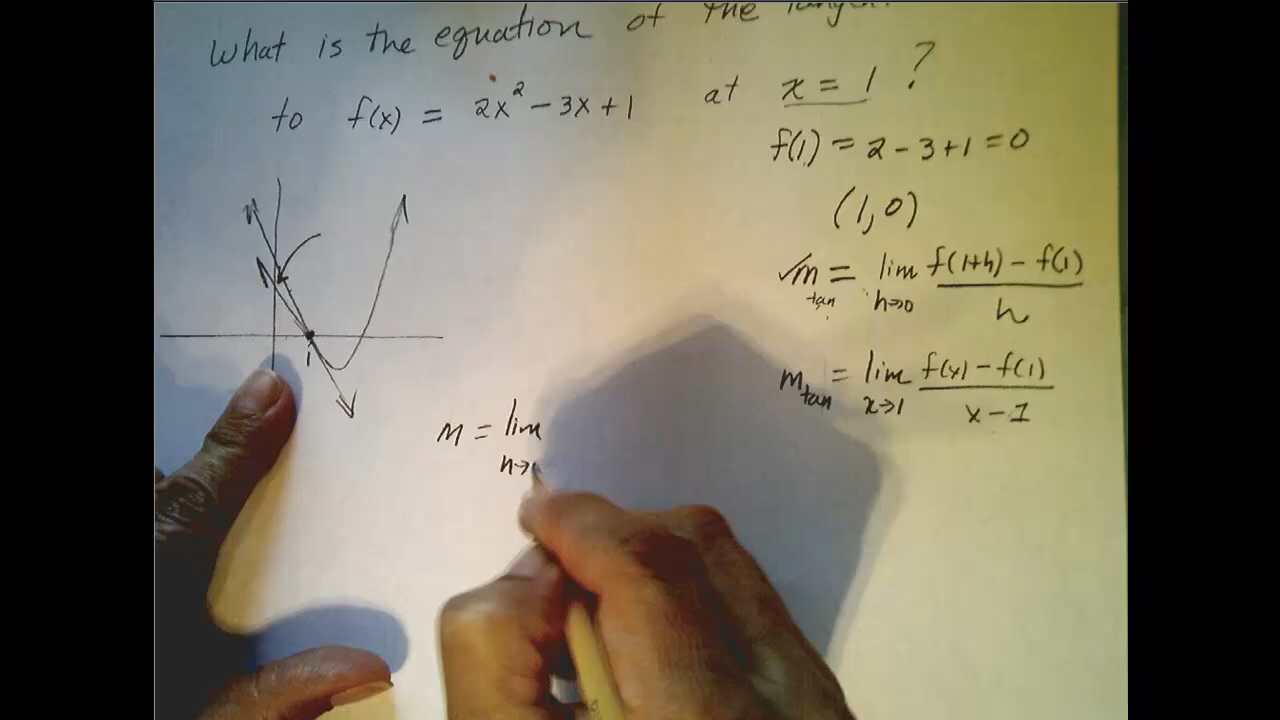 What is the equation of the
to f(x) = 2x² - 3x + 1 at x = 1 ?
f(1) = 2 - 3 + 1 = 0
(1, 0)
✓m tan = lim h→0 f(1+h) - f(1) / h
m tan = lim x→1 f(x) - f(1) / x - 1
1
m = lim h→